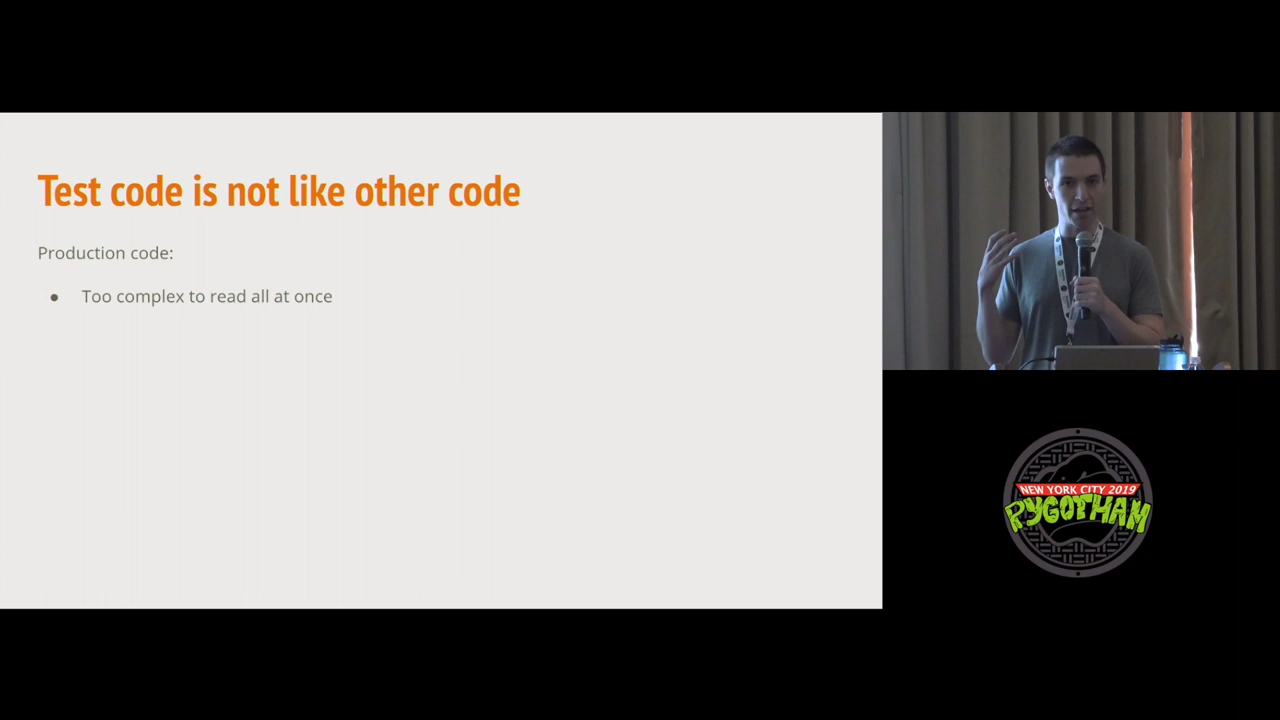 Test code is not like other code
Production code:
● Too complex to read all at once
NEW YORK CITY 2019
PYGOTHAM